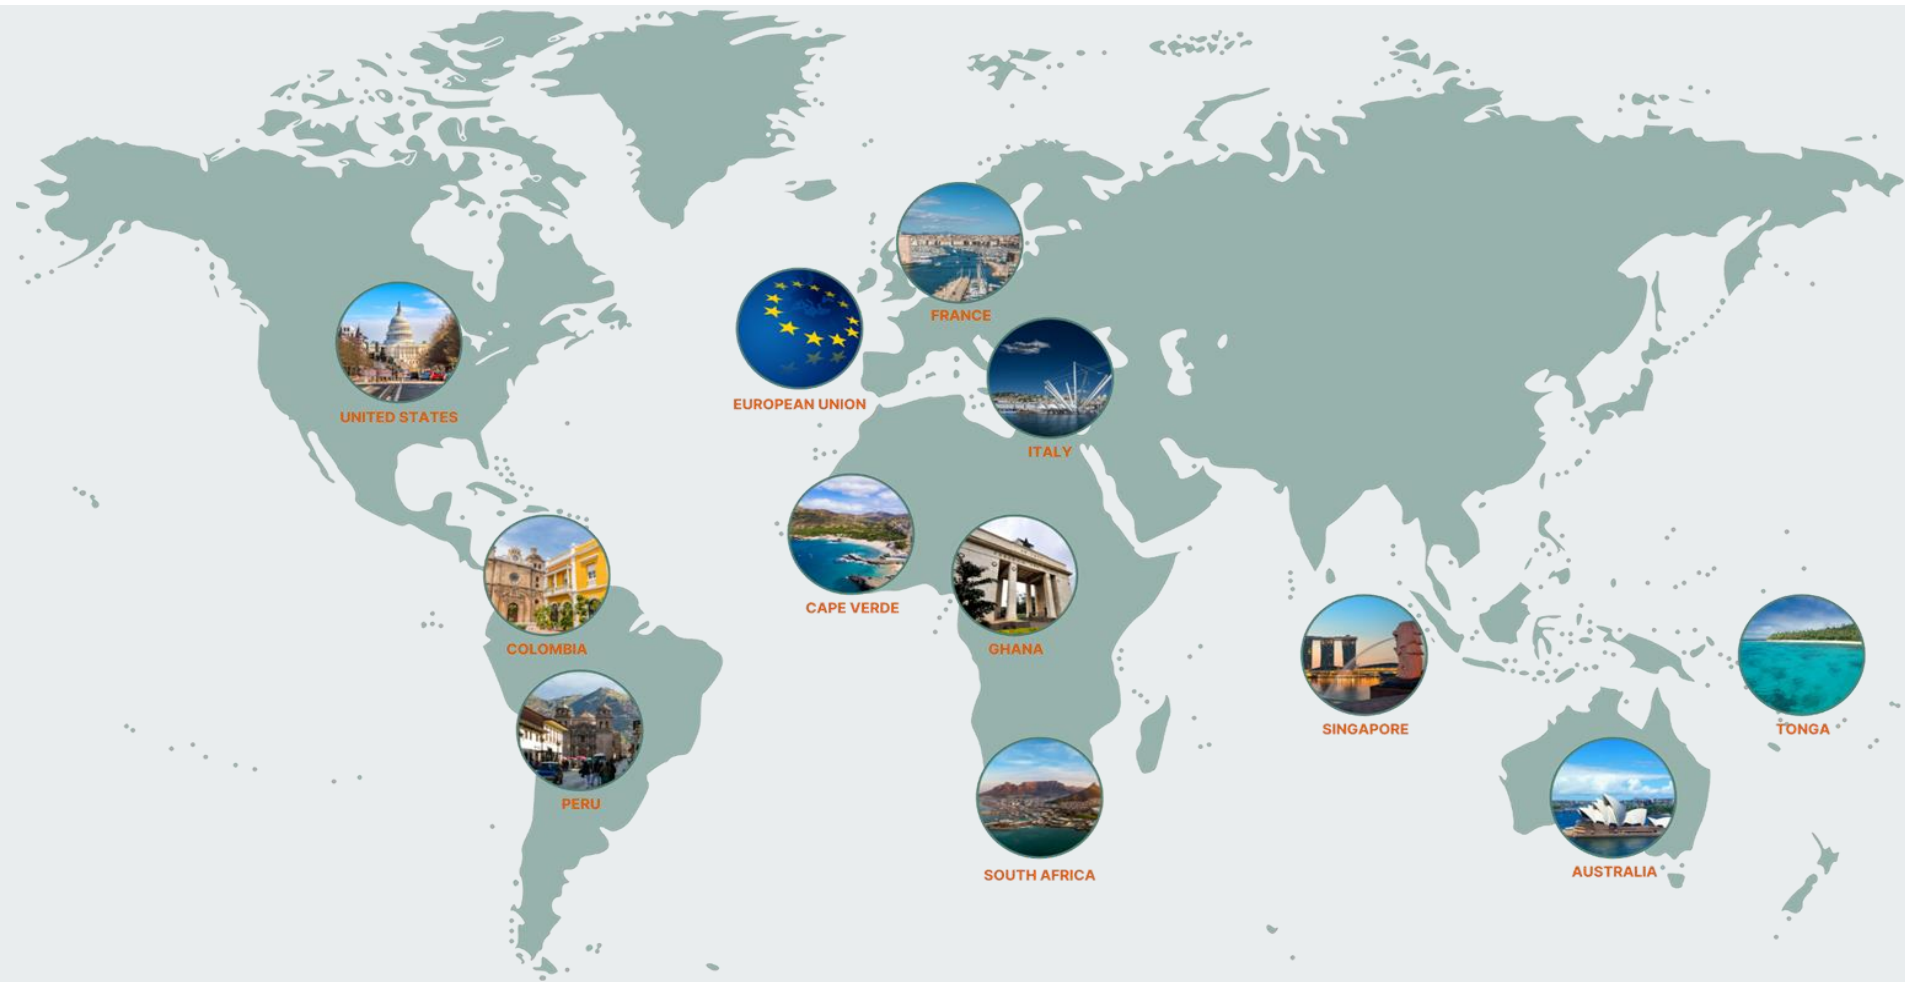 FRANCE
EUROPEAN UNION
UNITED STATES
ITALY
CAPE VERDE
COLOMBIA
GHANA
SINGAPORE
TONGA
PERU
SOUTH AFRICA
AUSTRALIA